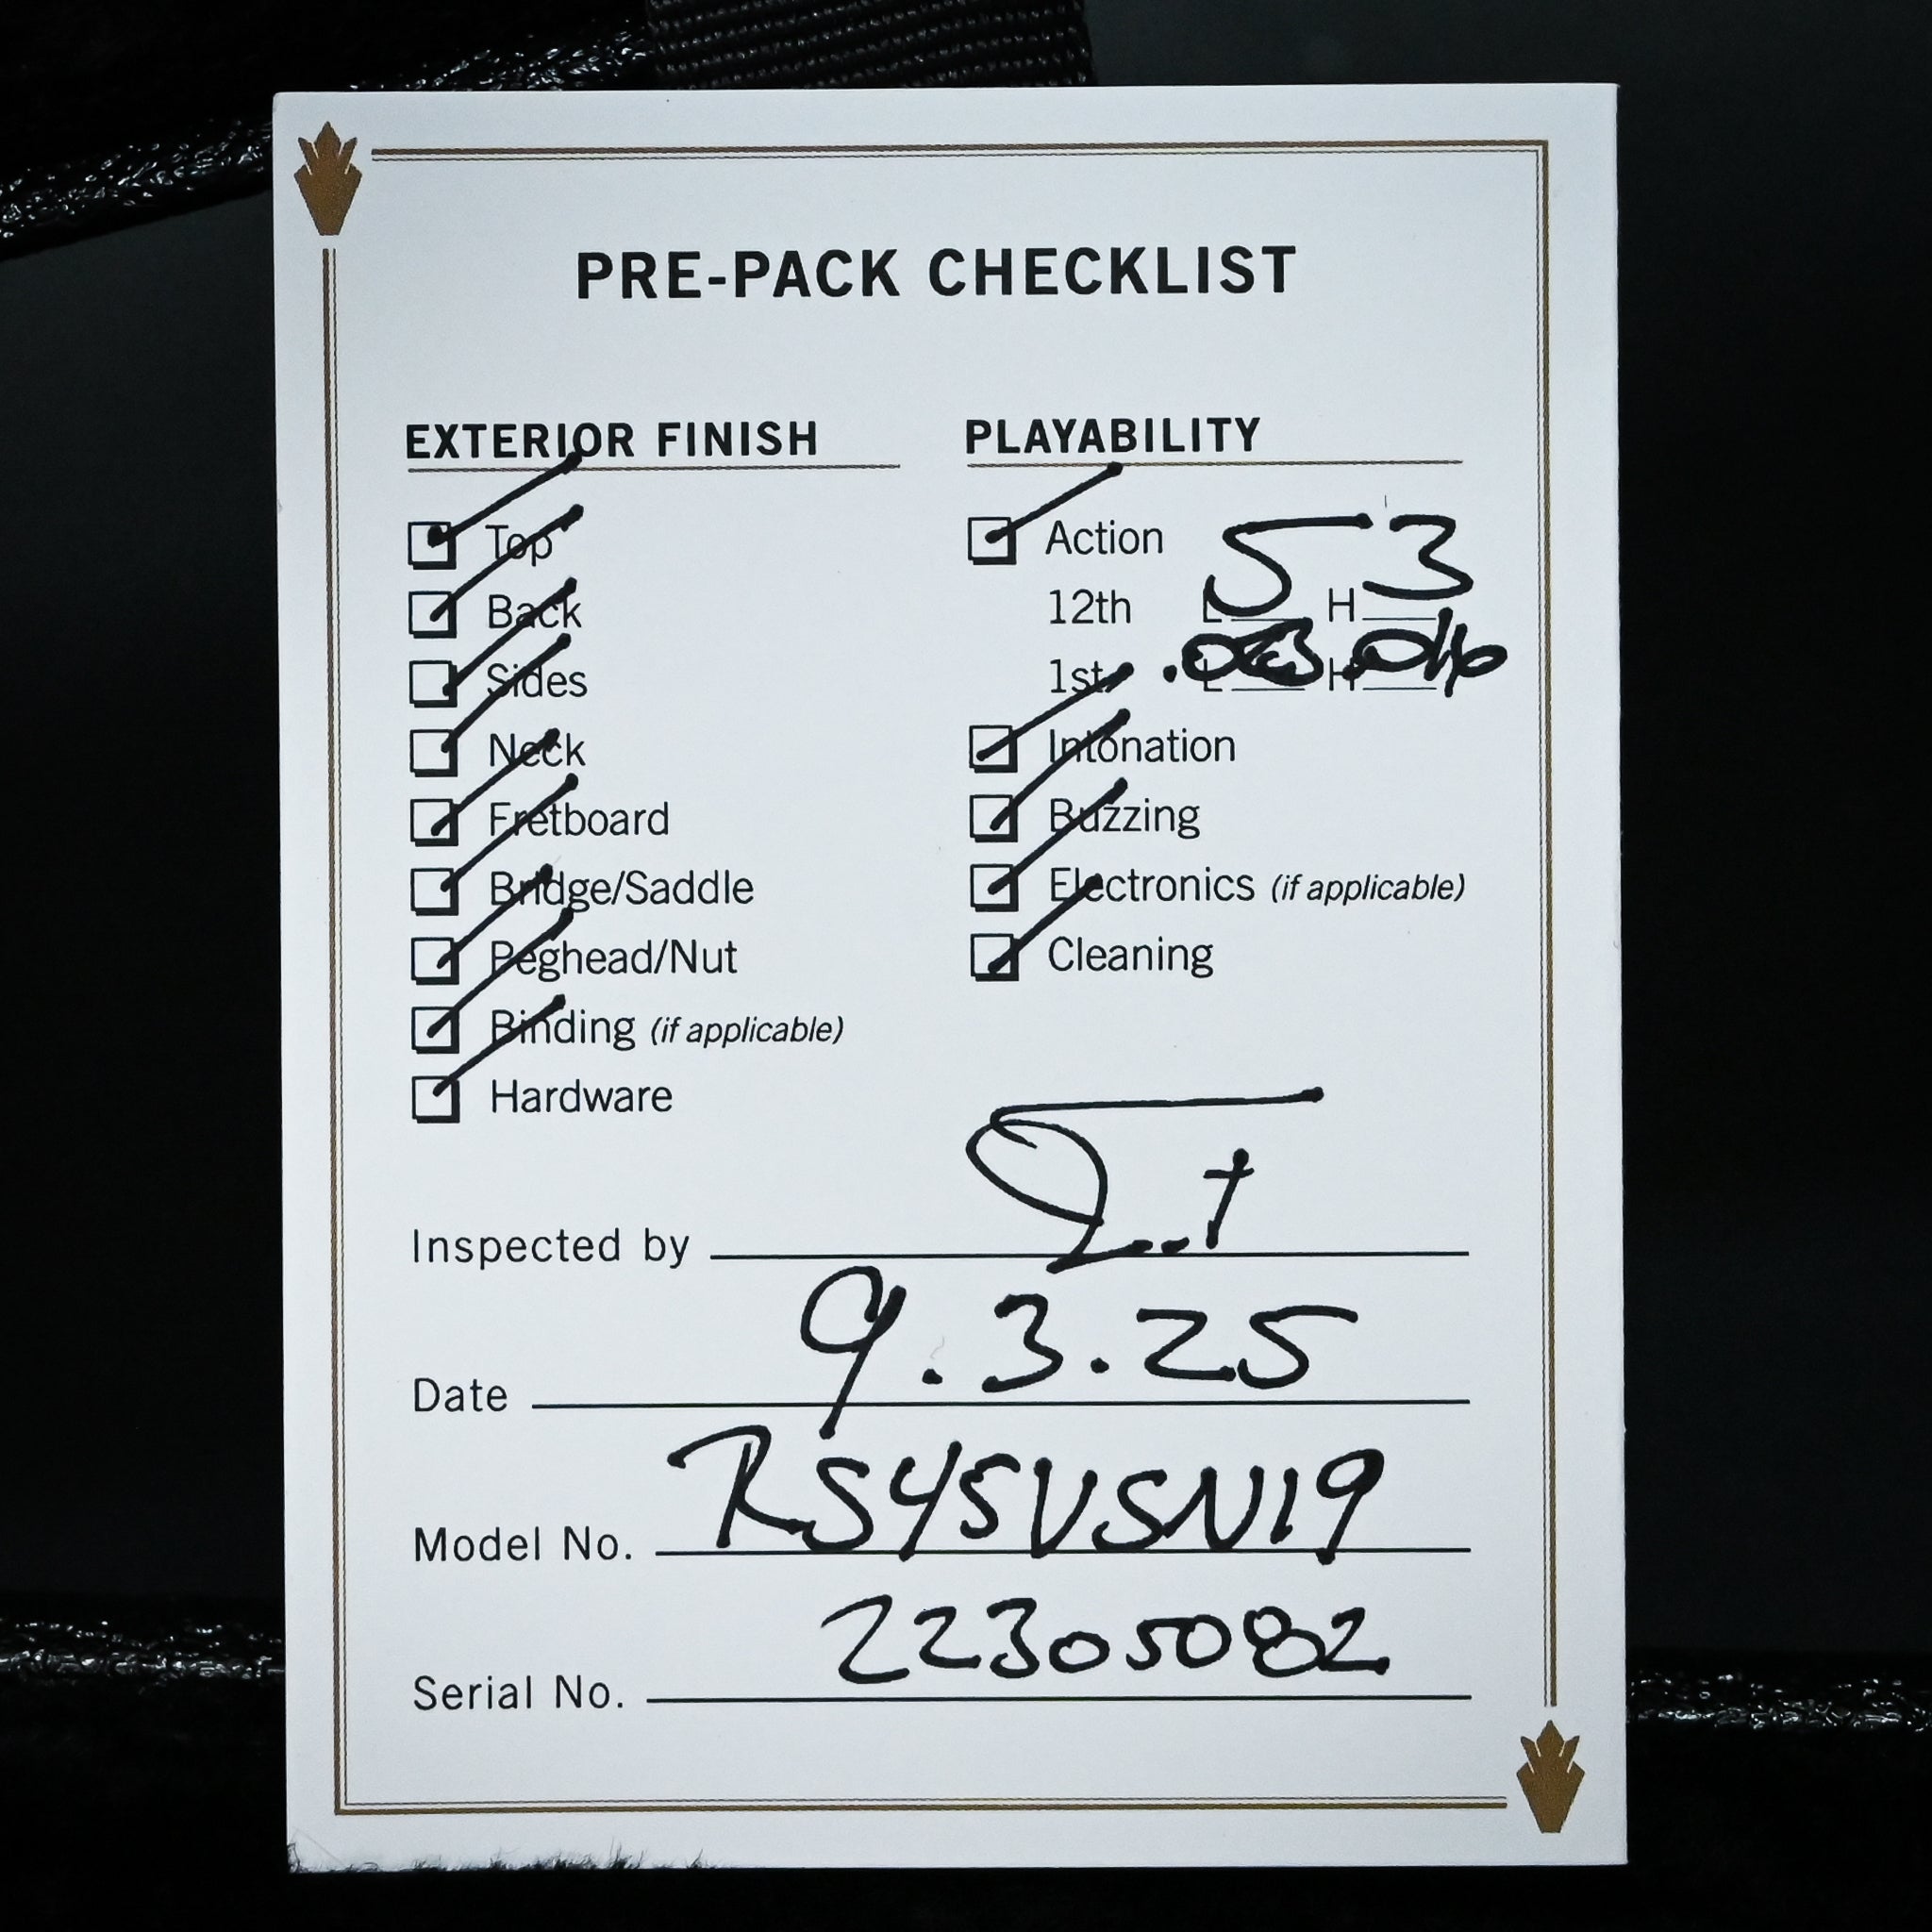 PRE-PACK CHECKLIST
EXTERIOR FINISH
Top
Back
Sides
Neck
Fretboard
Bridge/Saddle
Peghead/Nut
Binding (if applicable)
Hardware
PLAYABILITY
Action
12th L 5 H 3
1st L H .016
Intonation
Buzzing
Electronics (if applicable)
Cleaning
Inspected by
Date 9.3.25
Model No. RS45VSN19
Serial No. 22305082